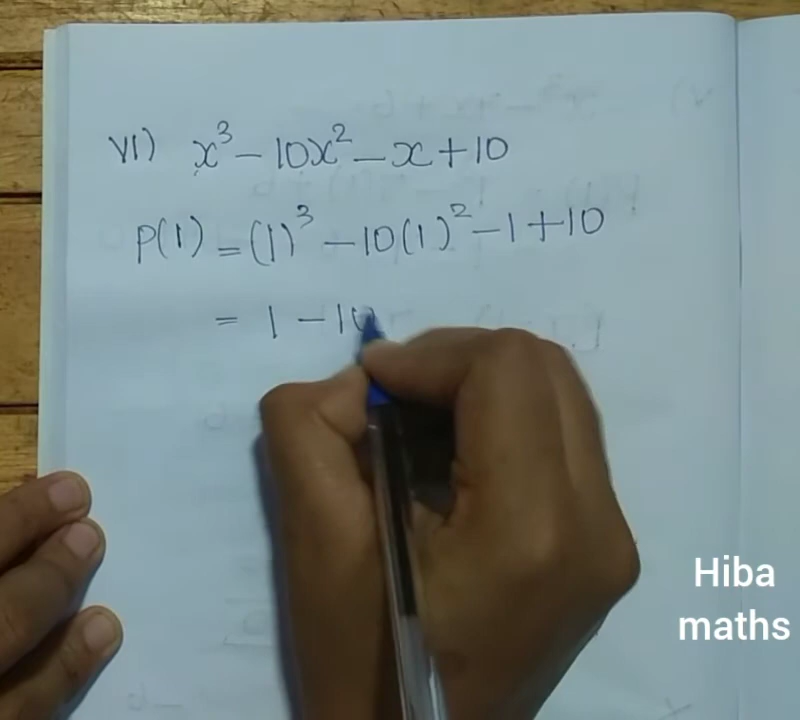 VI) x³ - 10x² - x + 10
P(1) = (1)³ - 10(1)² - 1 + 10
= 1 - 10
Hiba
maths